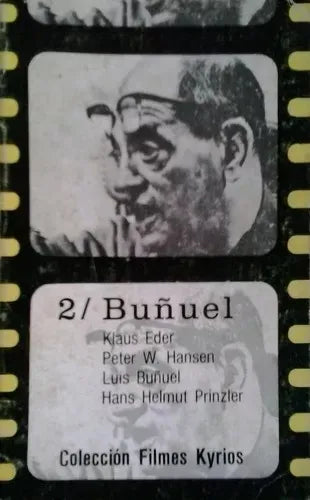 2/ Buñuel
Klaus Eder
Peter W. Hansen
Luis Buñuel
Hans Helmut Prinzler
Colección Filmes Kyrios